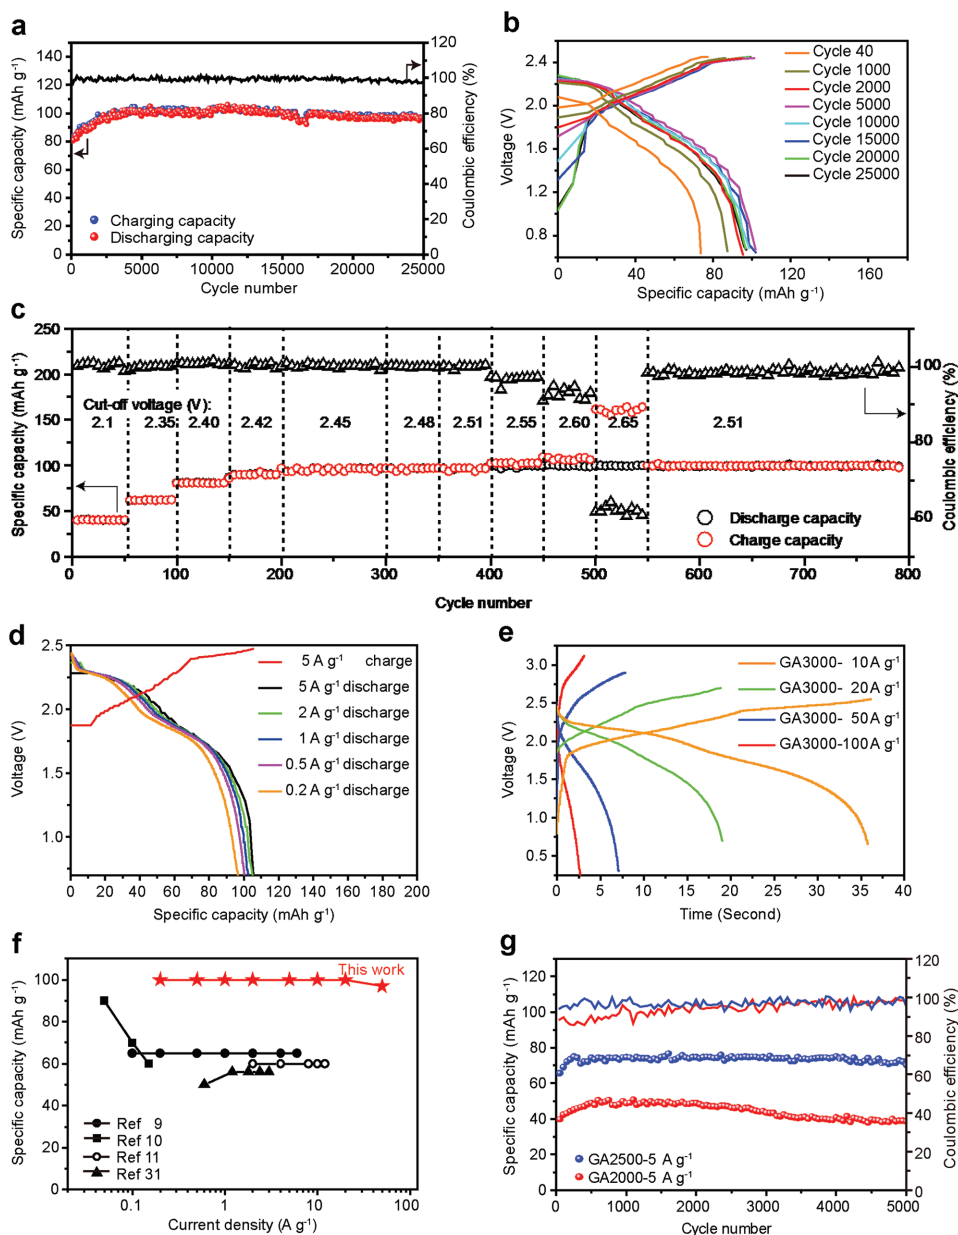 a
140
120
100
80
60
40
20
0
Specific capacity (mAh g⁻¹)
120
100
80
60
40
20
0
Coulombic efficiency (%)
Charging capacity
Discharging capacity
0 5000 10000 15000 20000 25000
Cycle number
b
2.4
2.0
1.6
1.2
0.8
Voltage (V)
Cycle 40
Cycle 1000
Cycle 2000
Cycle 5000
Cycle 10000
Cycle 15000
Cycle 20000
Cycle 25000
0 40 80 120 160
Specific capacity (mAh g⁻¹)
c
250
200
150
100
50
0
Specific capacity (mAh g⁻¹)
100
80
60
Coulombic efficiency (%)
Cut-off voltage (V):
2.1 2.35 2.40 2.42 2.45 2.48 2.51 2.55 2.60 2.65 2.51
Discharge capacity
Charge capacity
0 100 200 300 400 500 600 700 800
Cycle number
d
2.5
2.0
1.5
1.0
Voltage (V)
5 A g⁻¹ charge
5 A g⁻¹ discharge
2 A g⁻¹ discharge
1 A g⁻¹ discharge
0.5 A g⁻¹ discharge
0.2 A g⁻¹ discharge
0 20 40 60 80 100 120 140 160 200
Specific capacity (mAh g⁻¹)
e
3.0
2.5
2.0
1.5
1.0
0.5
Voltage (V)
GA3000- 10A g⁻¹
GA3000- 20A g⁻¹
GA3000- 50A g⁻¹
GA3000-100A g⁻¹
0 5 10 15 20 25 30 35 40
Time (Second)
f
100
80
60
40
20
0
Specific capacity (mAh g⁻¹)
This work
Ref 9
Ref 10
Ref 11
Ref 31
0.1 1 10 100
Current density (A g⁻¹)
g
120
100
80
60
40
20
0
Specific capacity (mAh g⁻¹)
120
100
80
60
40
20
0
Coulombic efficiency (%)
GA2500-5 A g⁻¹
GA2000-5 A g⁻¹
0 1000 2000 3000 4000 5000
Cycle number